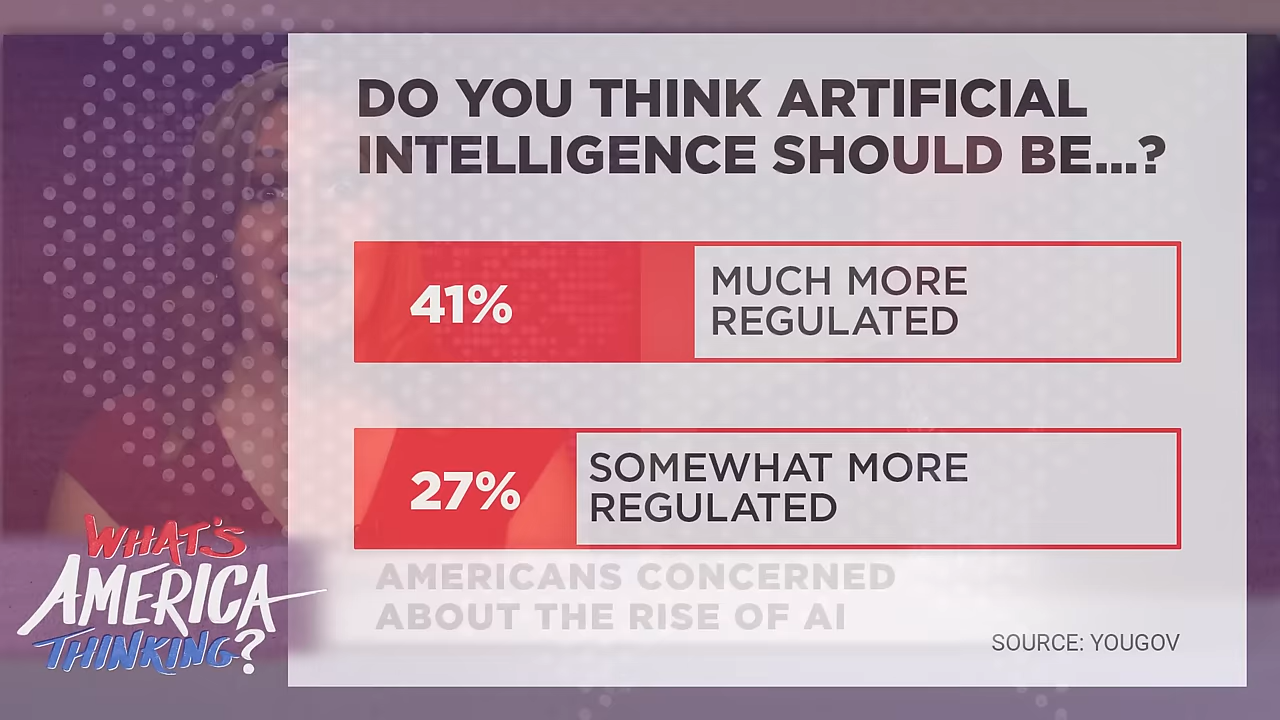 DO YOU THINK ARTIFICIAL
INTELLIGENCE SHOULD BE...?
41%
MUCH MORE
REGULATED
27%
SOMEWHAT MORE
REGULATED
AMERICANS CONCERNED
ABOUT THE RISE OF AI
SOURCE: YOUGOV
WHAT'S
AMERICA
THINKING?